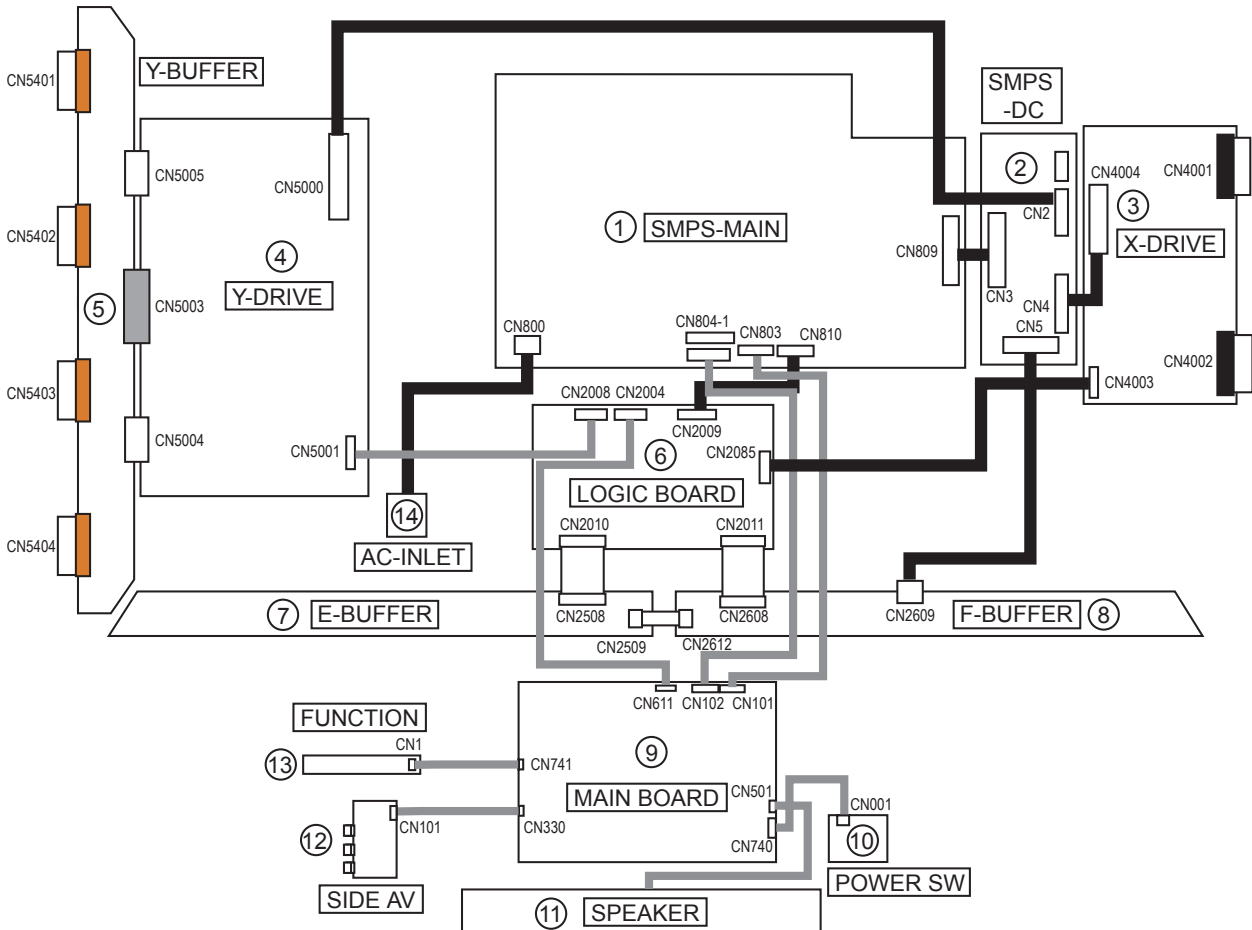 CN5401
Y-BUFFER
SMPS
-DC
CN5005
CN5000
2
CN4004
CN4001
CN5402
4
Y-DRIVE
1
SMPS-MAIN
CN809
CN2
3
X-DRIVE
5
CN5003
CN3
CN4
CN800
CN804-1
CN803
CN810
CN5
CN4002
CN5403
CN2008
CN2004
CN4003
CN5004
CN5001
CN2009
6
CN2085
LOGIC BOARD
14
AC-INLET
CN2010
CN2011
CN5404
7
E-BUFFER
CN2508
CN2608
CN2609
F-BUFFER
8
CN2509
CN2612
CN611
CN102
CN101
FUNCTION
CN1
13
CN741
9
MAIN BOARD
CN501
CN001
12
CN101
CN330
CN740
10
SIDE AV
POWER SW
11
SPEAKER